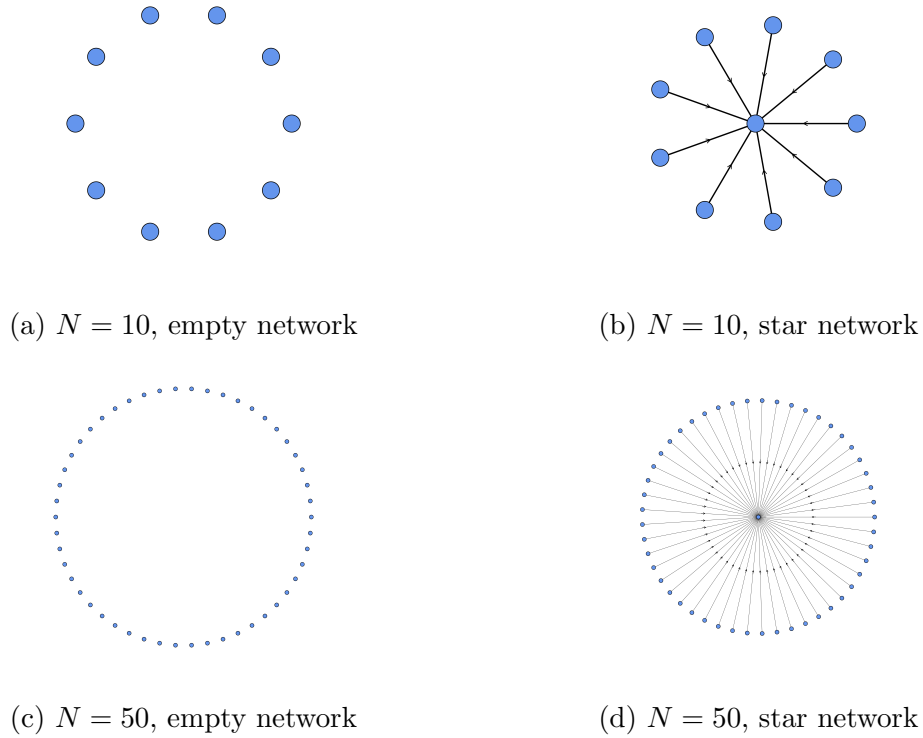 (a) N = 10, empty network
(b) N = 10, star network
(c) N = 50, empty network
(d) N = 50, star network